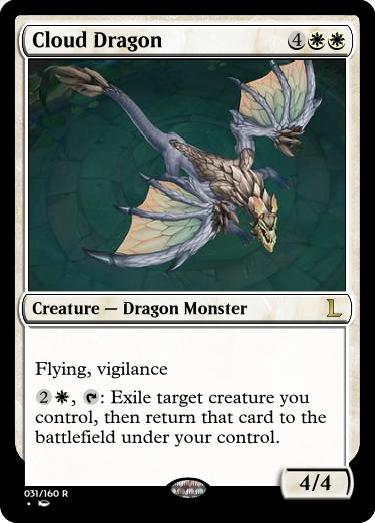 Cloud Dragon 4
Creature — Dragon Monster L
Flying, vigilance
2, : Exile target creature you
control, then return that card to the
battlefield under your control.
031/160 R
4/4